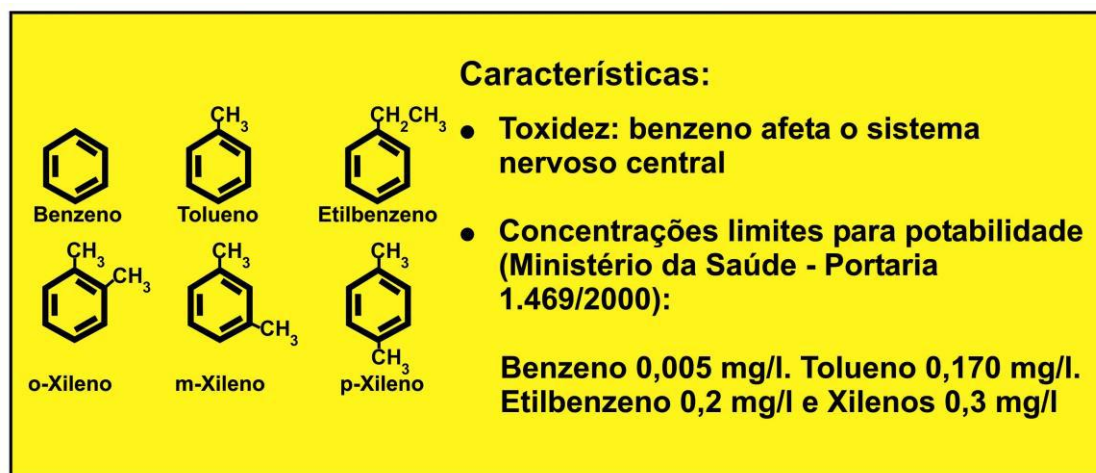 CH3
CH2CH3
Benzeno
Tolueno
Etilbenzeno
CH3
CH3
CH3
CH3
CH3
CH3
o-Xileno
m-Xileno
p-Xileno
Características:
● Toxidez: benzeno afeta o sistema
nervoso central
● Concentrações limites para potabilidade
(Ministério da Saúde - Portaria
1.469/2000):
Benzeno 0,005 mg/l. Tolueno 0,170 mg/l.
Etilbenzeno 0,2 mg/l e Xilenos 0,3 mg/l